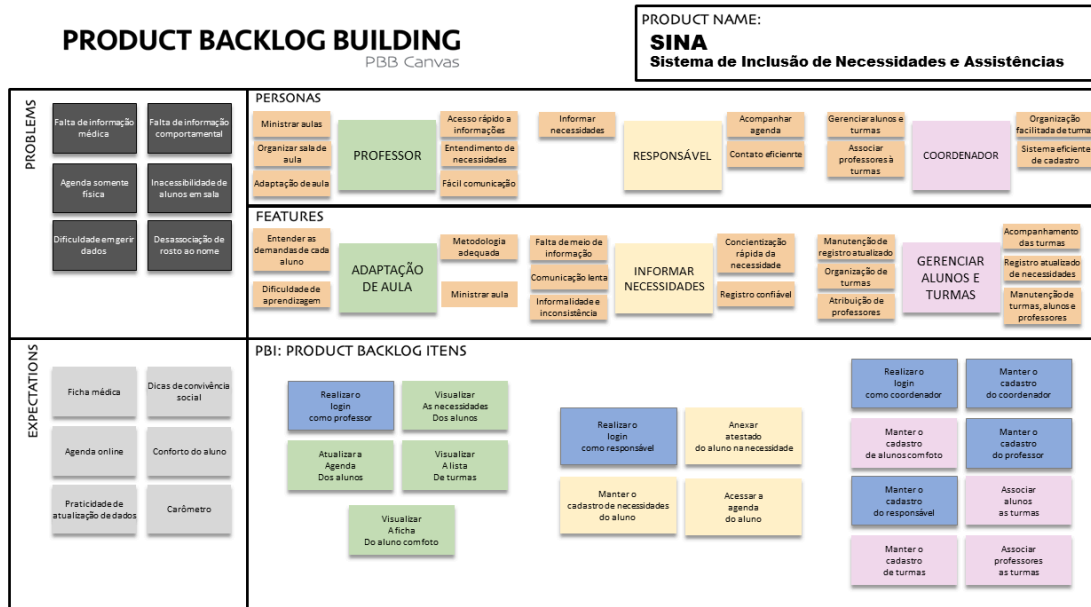 PRODUCT BACKLOG BUILDING
PBB Canvas
PRODUCT NAME:
SINA
Sistema de Inclusão de Necessidades e Assistências
PROBLEMS
Falta de informação
médica
Falta de informação
comportamental
Agenda somente
física
Inacessibilidade de
alunos em sala
Dificuldade em gerir
dados
Desassociação de
rosto ao nome
PERSONAS
Ministrar aulas
Organizar sala de
aula
Adaptação de aula
PROFESSOR
Acesso rápido a
informações
Entendimento de
necessidades
Fácil comunicação
Informar
necessidades
RESPONSÁVEL
Acompanhar
agenda
Contato eficienrte
Gerenciar alunos e
turmas
Associar
professores à
turmas
COORDENADOR
Organização
facilitada de turma
Sistema eficiente
de cadastro
FEATURES
Entender as
demandas de cada
aluno
Dificuldade de
aprendizagem
ADAPTAÇÃO
DE AULA
Metodologia
adequada
Ministrar aula
Falta de meio de
informação
Comunicação lenta
Informalidade e
inconsistência
INFORMAR
NECESSIDADES
Concientização
rápida da
necessidade
Registro confiável
Manutenção de
registro atualizado
Organização de
turmas
Atribuição de
professores
GERENCIAR
ALUNOS E
TURMAS
Acompanhamento
das turmas
Registro atualizado
de necessidades
Manutenção de
turmas, alunos e
professores
EXPECTATIONS
Ficha médica
Dicas de convivência
social
Agenda online
Conforto do aluno
Praticidade de
atualização de dados
Carômetro
PBI: PRODUCT BACKLOG ITENS
Realizar o
login
como professor
Visualizar
As necessidades
Dos alunos
Atualizar a
Agenda
Dos alunos
Visualizar
A lista
De turmas
Visualizar
A ficha
Do aluno com foto
Realizar o
login
como responsável
Anexar
atestado
do aluno na necessidade
Manter o
cadastro de necessidades
do aluno
Acessar a
agenda
do aluno
Realizar o
login
como coordenador
Manter o
cadastro
do coordenador
Manter o
cadastro
de alunos com foto
Manter o
cadastro
do professor
Manter o
cadastro
do responsável
Associar
alunos
as turmas
Manter o
cadastro
de turmas
Associar
professores
as turmas